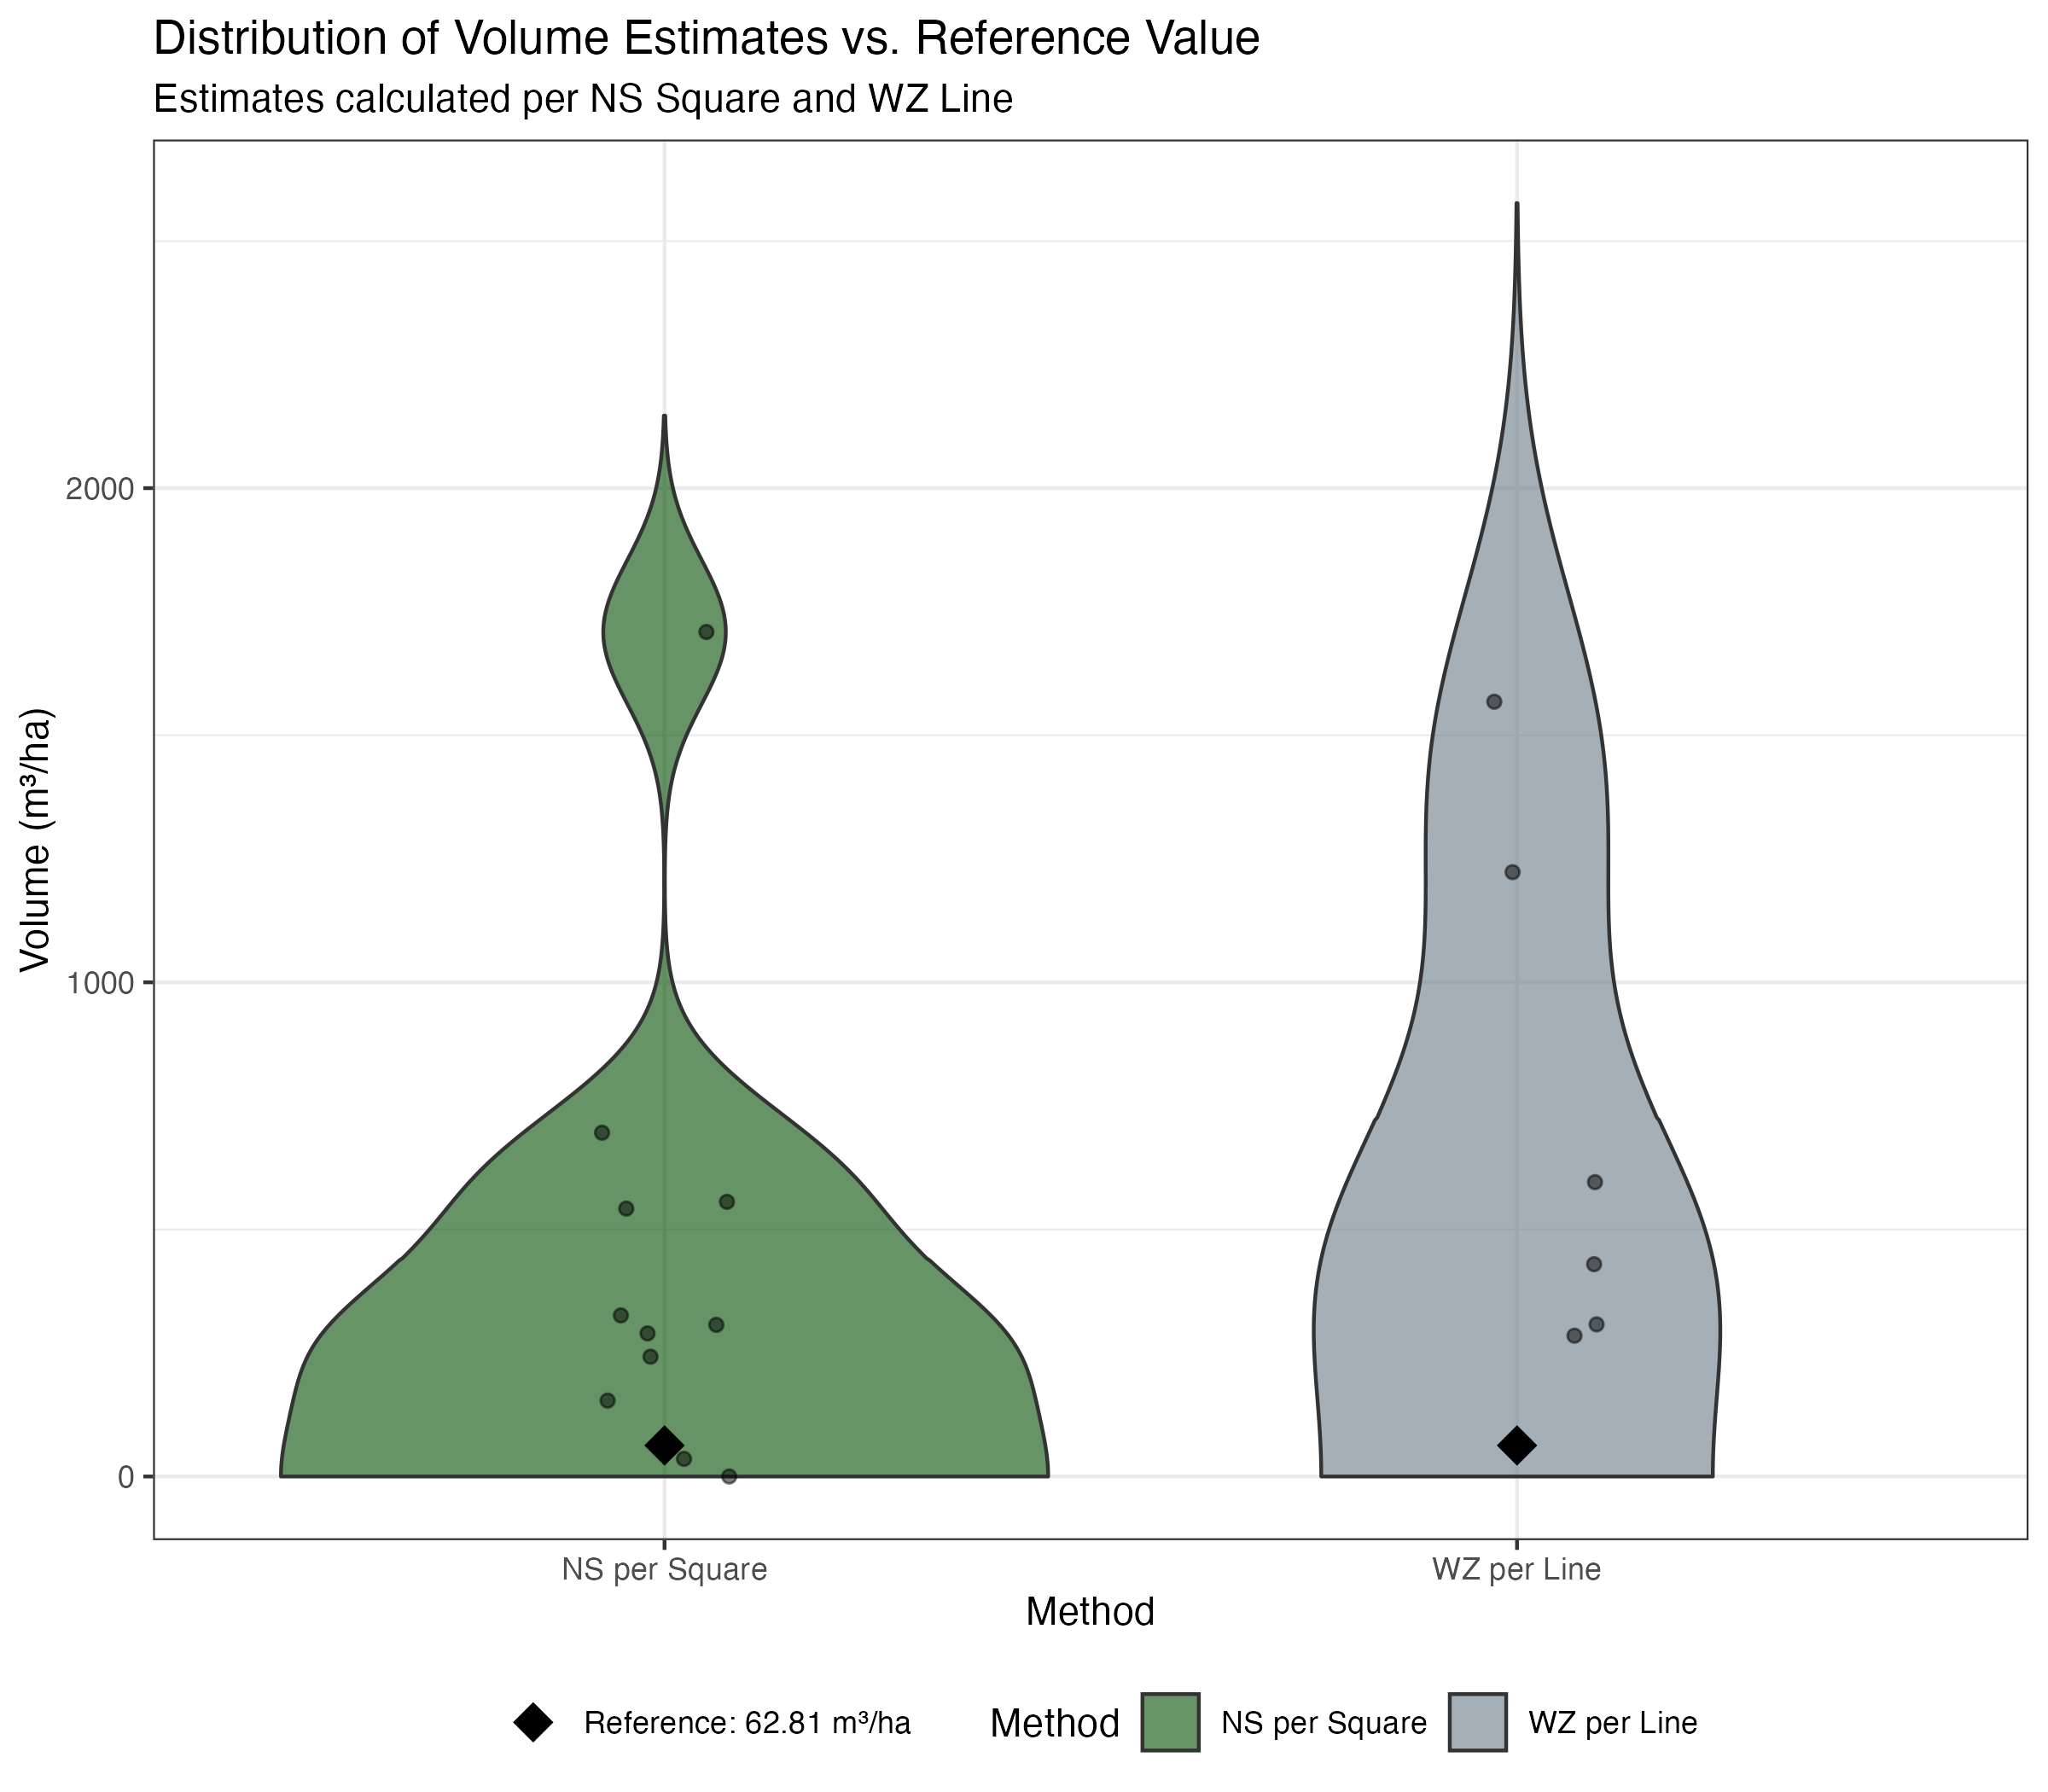 Distribution of Volume Estimates vs. Reference Value
Estimates calculated per NS Square and WZ Line
Volume (m³/ha)
2000
1000
0
NS per Square WZ per Line
Method
Reference: 62.81 m³/ha Method NS per Square WZ per Line